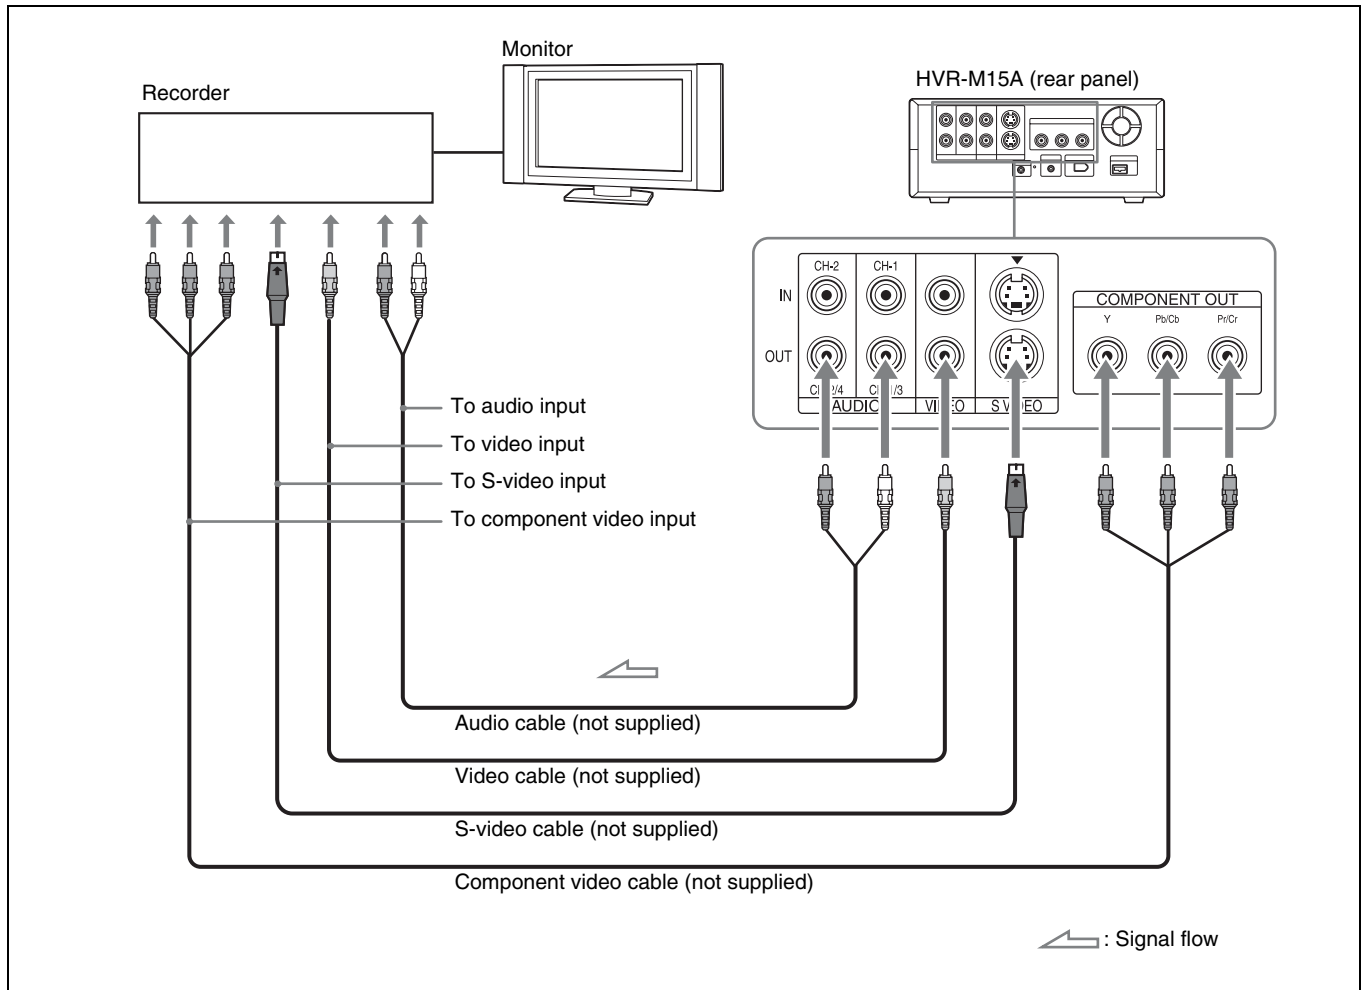 Monitor
HVR-M15A (rear panel)
Recorder
CH-2 CH-1
IN
COMPONENT OUT
Y Pb/Cb Pr/Cr
OUT
AUDIO S VIDEO
To audio input
To video input
To S-video input
To component video input
Audio cable (not supplied)
Video cable (not supplied)
S-video cable (not supplied)
Component video cable (not supplied)
: Signal flow